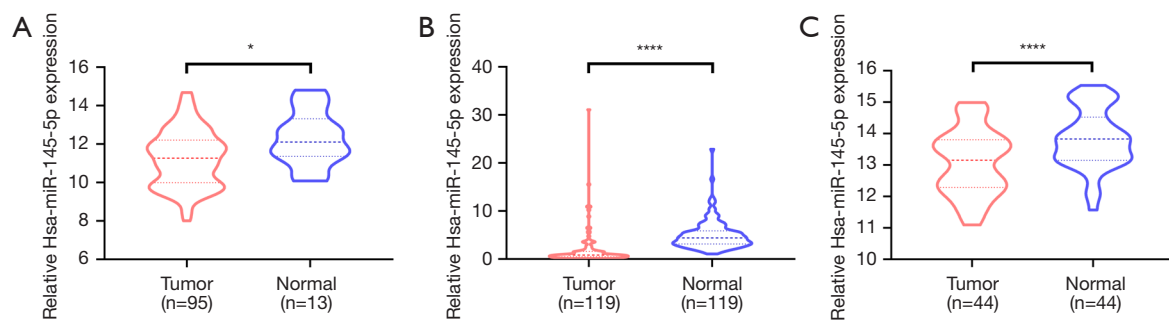 A
Relative Hsa-miR-145-5p expression
16
14
12
10
8
6
*
Tumor
(n=95)
Normal
(n=13)
B
Relative Hsa-miR-145-5p expression
40
30
20
10
0
****
Tumor
(n=119)
Normal
(n=119)
C
Relative Hsa-miR-145-5p expression
16
15
14
13
12
11
10
****
Tumor
(n=44)
Normal
(n=44)